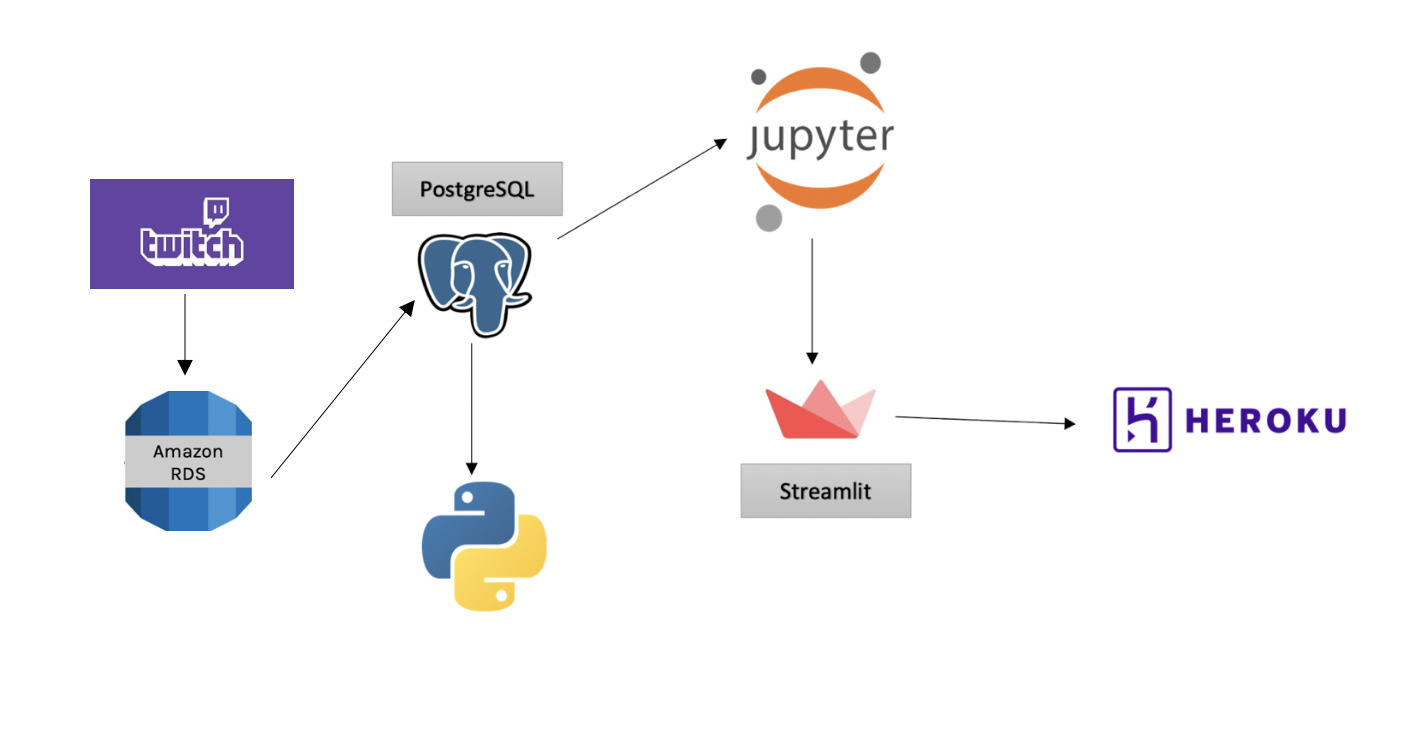 twitch
Amazon
RDS
PostgreSQL
jupyter
Streamlit
HEROKU